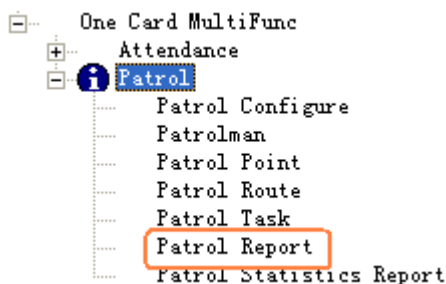 One Card MultiFunc
Attendance
Patrol
Patrol Configure
Patrolman
Patrol Point
Patrol Route
Patrol Task
Patrol Report
Patrol Statistics Report